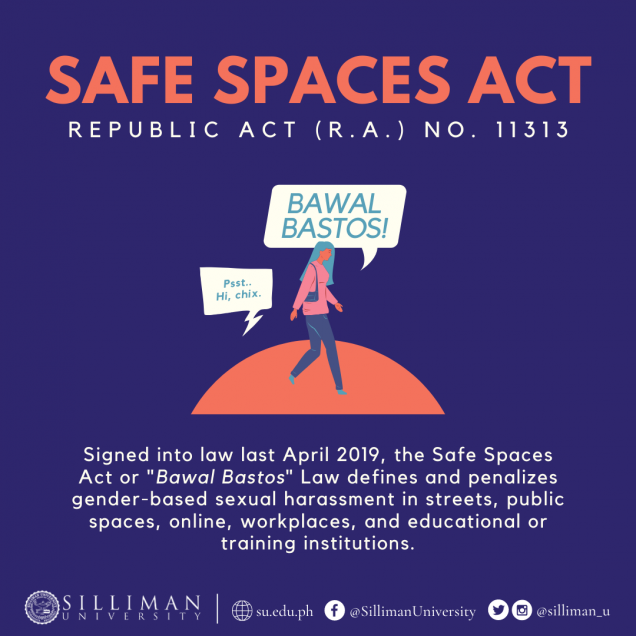 SAFE SPACES ACT
REPUBLIC ACT (R.A.) NO. 11313
BAWAL
BASTOS!
Psst..
Hi, chix.
Signed into law last April 2019, the Safe Spaces
Act or "Bawal Bastos" Law defines and penalizes
gender-based sexual harassment in streets, public
spaces, online, workplaces, and educational or
training institutions.
SILLIMAN
UNIVERSITY
su.edu.ph
@SillimanUniversity
@silliman_u